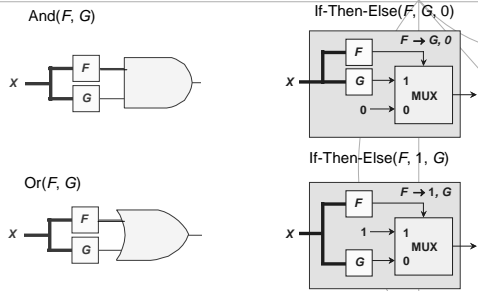 And(F, G)
F
X
G
If-Then-Else(F, G, 0)
F → G, 0
F
X
G
1
MUX
0
0
Or(F, G)
F
X
G
If-Then-Else(F, 1, G)
F → 1, G
F
X
1
1
MUX
G
0